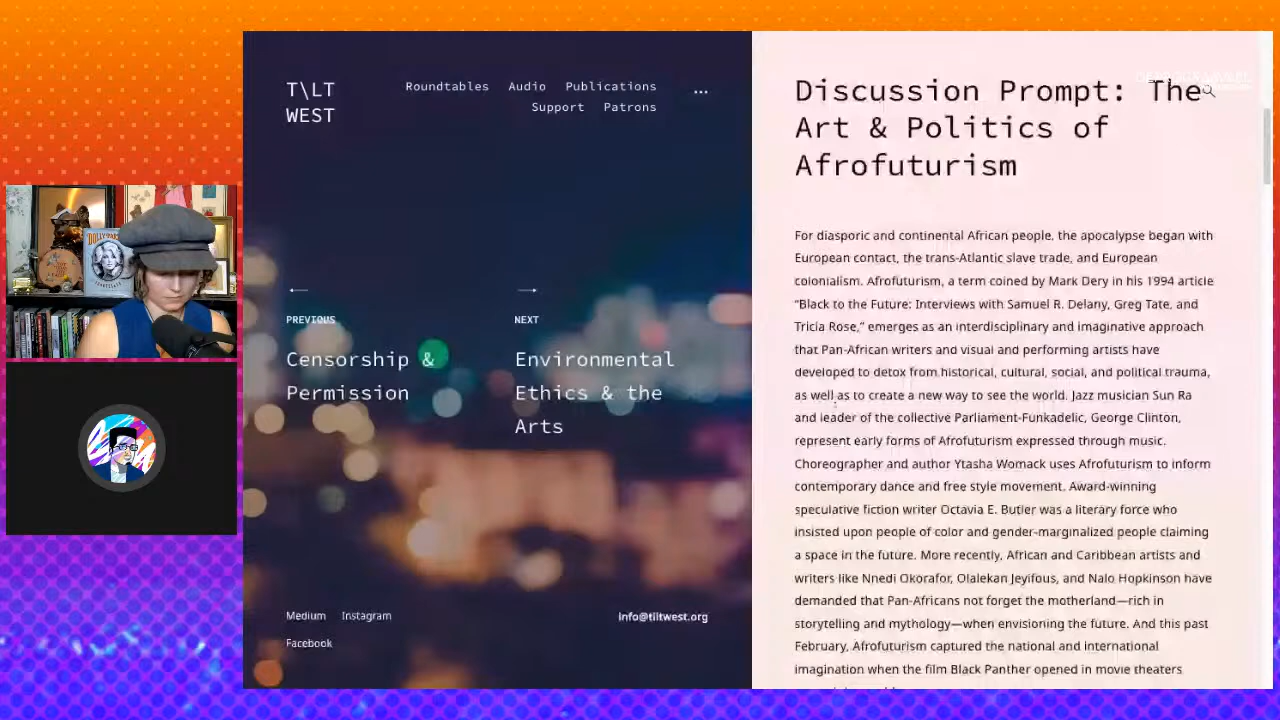 T\LT
WEST
Roundtables Audio Publications
Support Patrons
...
PREVIOUS
Censorship &
Permission
NEXT
Environmental
Ethics & the
Arts
Medium Instagram
Facebook
info@tiltwest.org
Discussion Prompt: The
Art & Politics of
Afrofuturism
For diasporic and continental African people, the apocalypse began with
European contact, the trans-Atlantic slave trade, and European
colonialism. Afrofuturism, a term coined by Mark Dery in his 1994 article
“Black to the Future: Interviews with Samuel R. Delany, Greg Tate, and
Tricia Rose,” emerges as an interdisciplinary and imaginative approach
that Pan-African writers and visual and performing artists have
developed to detox from historical, cultural, social, and political trauma,
as well as to create a new way to see the world. Jazz musician Sun Ra
and leader of the collective Parliament-Funkadelic, George Clinton,
represent early forms of Afrofuturism expressed through music.
Choreographer and author Ytasha Womack uses Afrofuturism to inform
contemporary dance and free style movement. Award-winning
speculative fiction writer Octavia E. Butler was a literary force who
insisted upon people of color and gender-marginalized people claiming
a space in the future. More recently, African and Caribbean artists and
writers like Nnedi Okorafor, Olalekan Jeyifous, and Nalo Hopkinson have
demanded that Pan-Africans not forget the motherland—rich in
storytelling and mythology—when envisioning the future. And this past
February, Afrofuturism captured the national and international
imagination when the film Black Panther opened in movie theaters